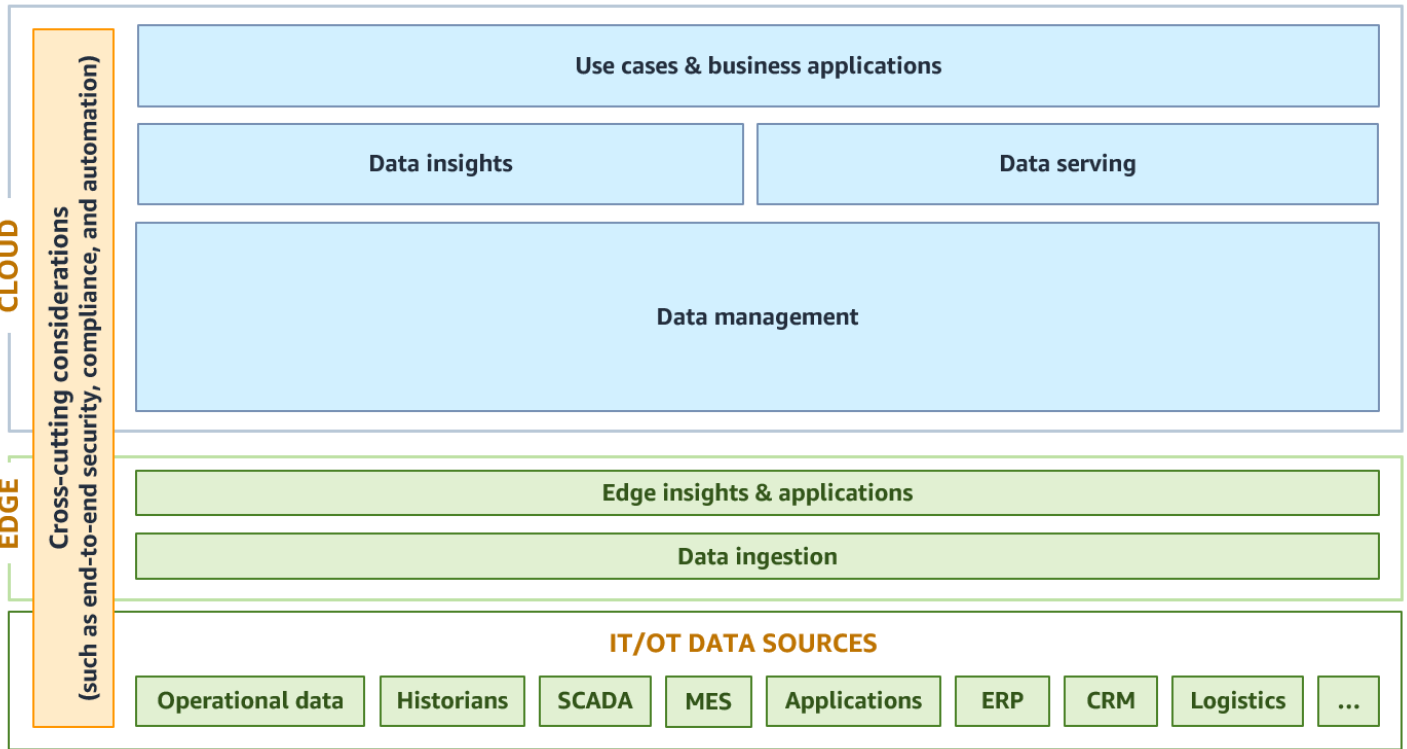 Use cases & business applications
Data insights
Data serving
Data management
CLOUD
Cross-cutting considerations
(such as end-to-end security, compliance, and automation)
EDGE
Edge insights & applications
Data ingestion
IT/OT DATA SOURCES
Operational data
Historians
SCADA
MES
Applications
ERP
CRM
Logistics
...